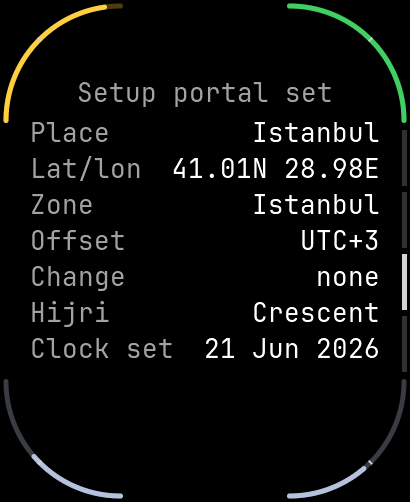 Setup portal set
Place Istanbul
Lat/lon 41.01N 28.98E
Zone Istanbul
Offset UTC+3
Change none
Hijri Crescent
Clock set 21 Jun 2026